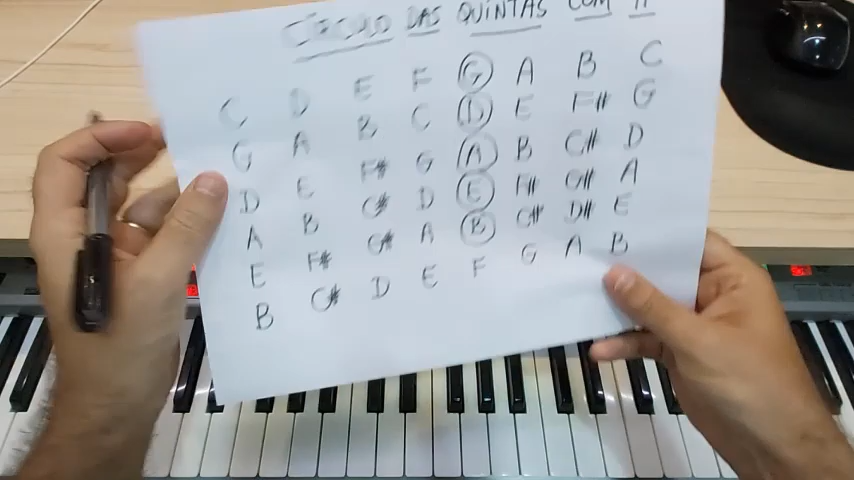 CÍRCULO DAS QUINTAS COM #
C D E F G A B C
G A B C D E F# G
D E F# G A B C# D
A B C# D E F# G# A
E F# G# A B C# D# E
B C# D E F G A B